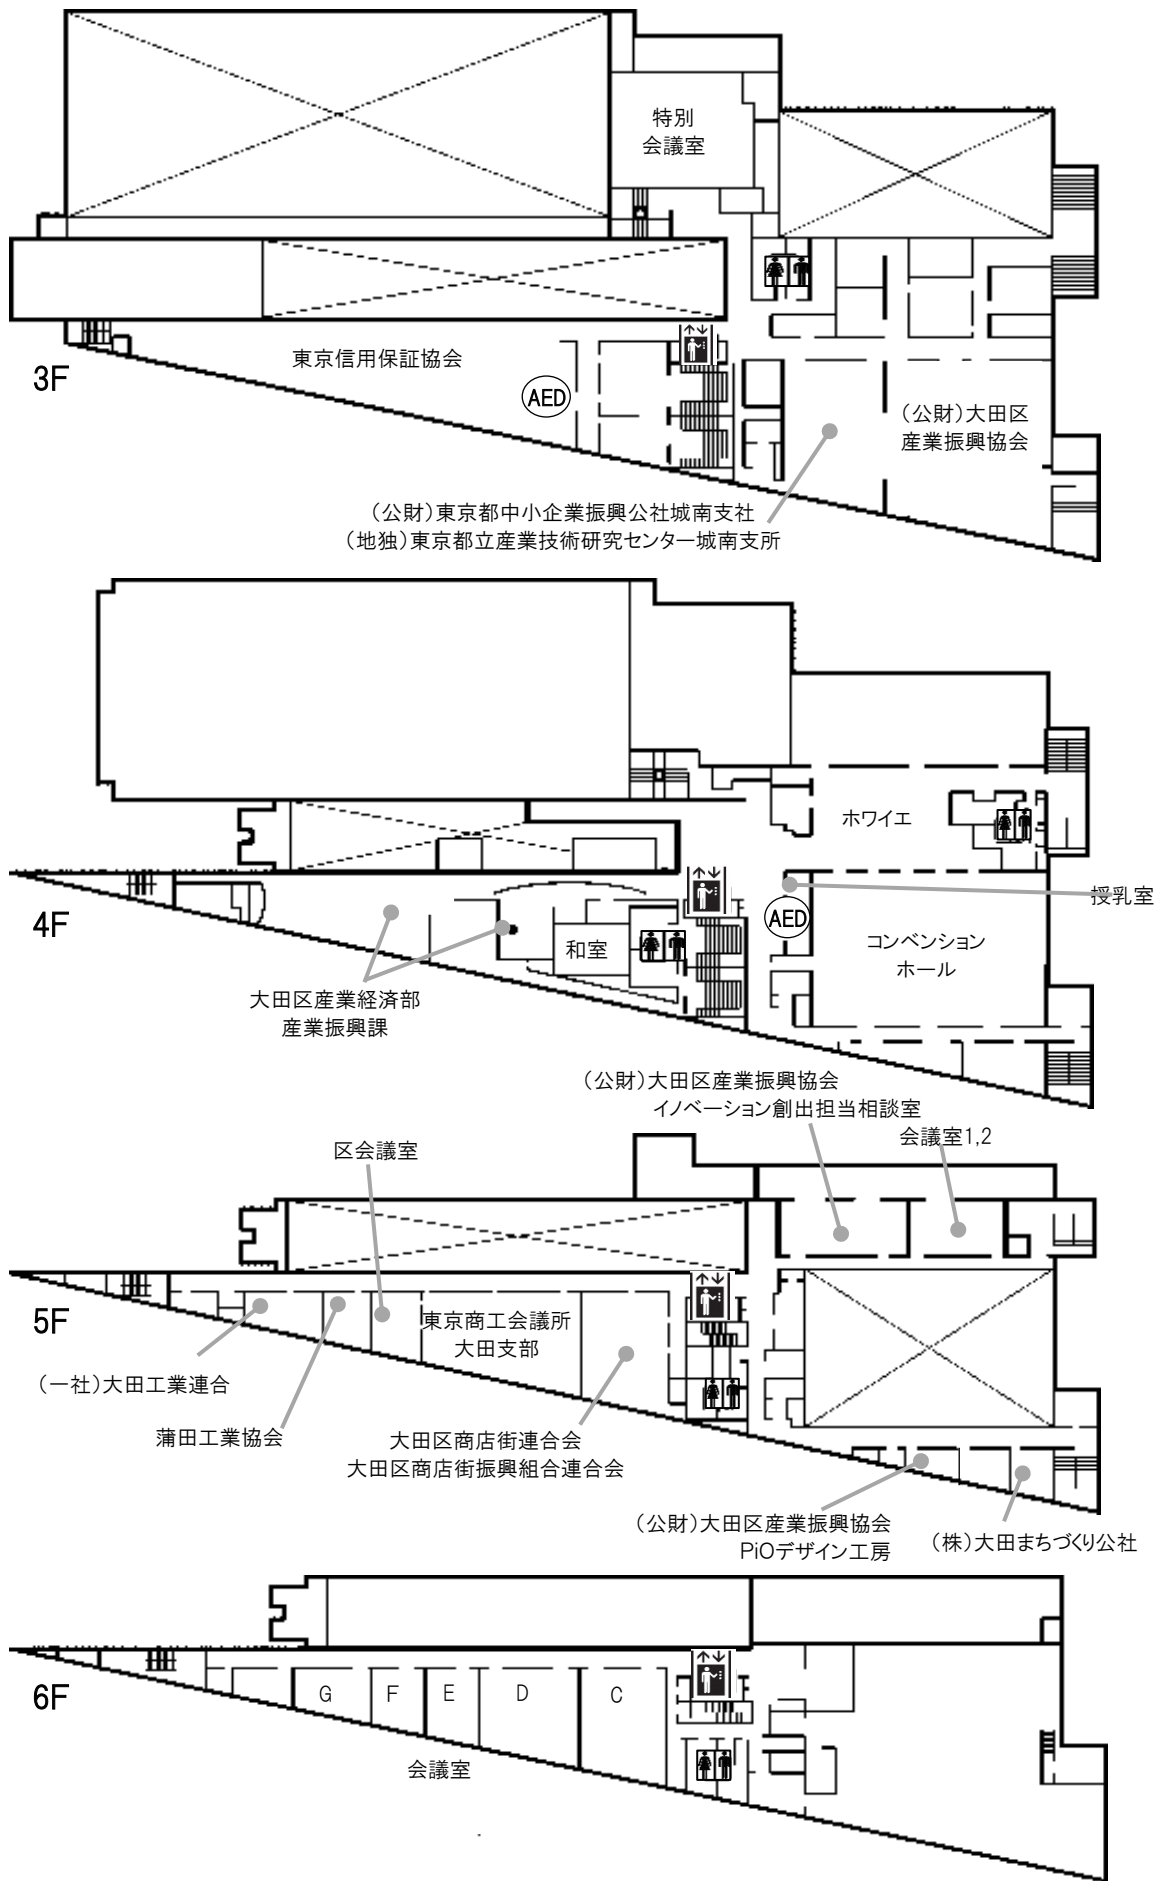 特別
会議室
3F
東京信用保証協会
AED
（公財）大田区
産業振興協会
（公財）東京都中小企業振興公社城南支社
（地独）東京都立産業技術研究センター城南支所
ホワイエ
授乳室
4F
AED
和室
コンベンション
ホール
大田区産業経済部
産業振興課
（公財）大田区産業振興協会
イノベーション創出担当相談室
会議室1,2
区会議室
5F
東京商工会議所
大田支部
（一社）大田工業連合
蒲田工業協会
大田区商店街連合会
大田区商店街振興組合連合会
（公財）大田区産業振興協会
PiOデザイン工房
（株）大田まちづくり公社
6F
G
F
E
D
C
会議室